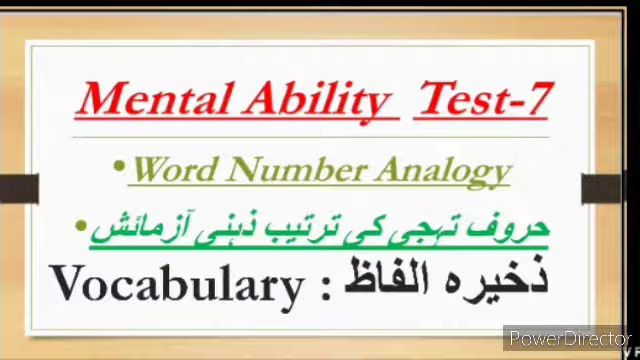 Mental Ability Test-7
•Word Number Analogy
•حروف تہجی کی ترتیب ذہنی آزمائش
Vocabulary : ذخیرہ الفاظ
PowerDirector